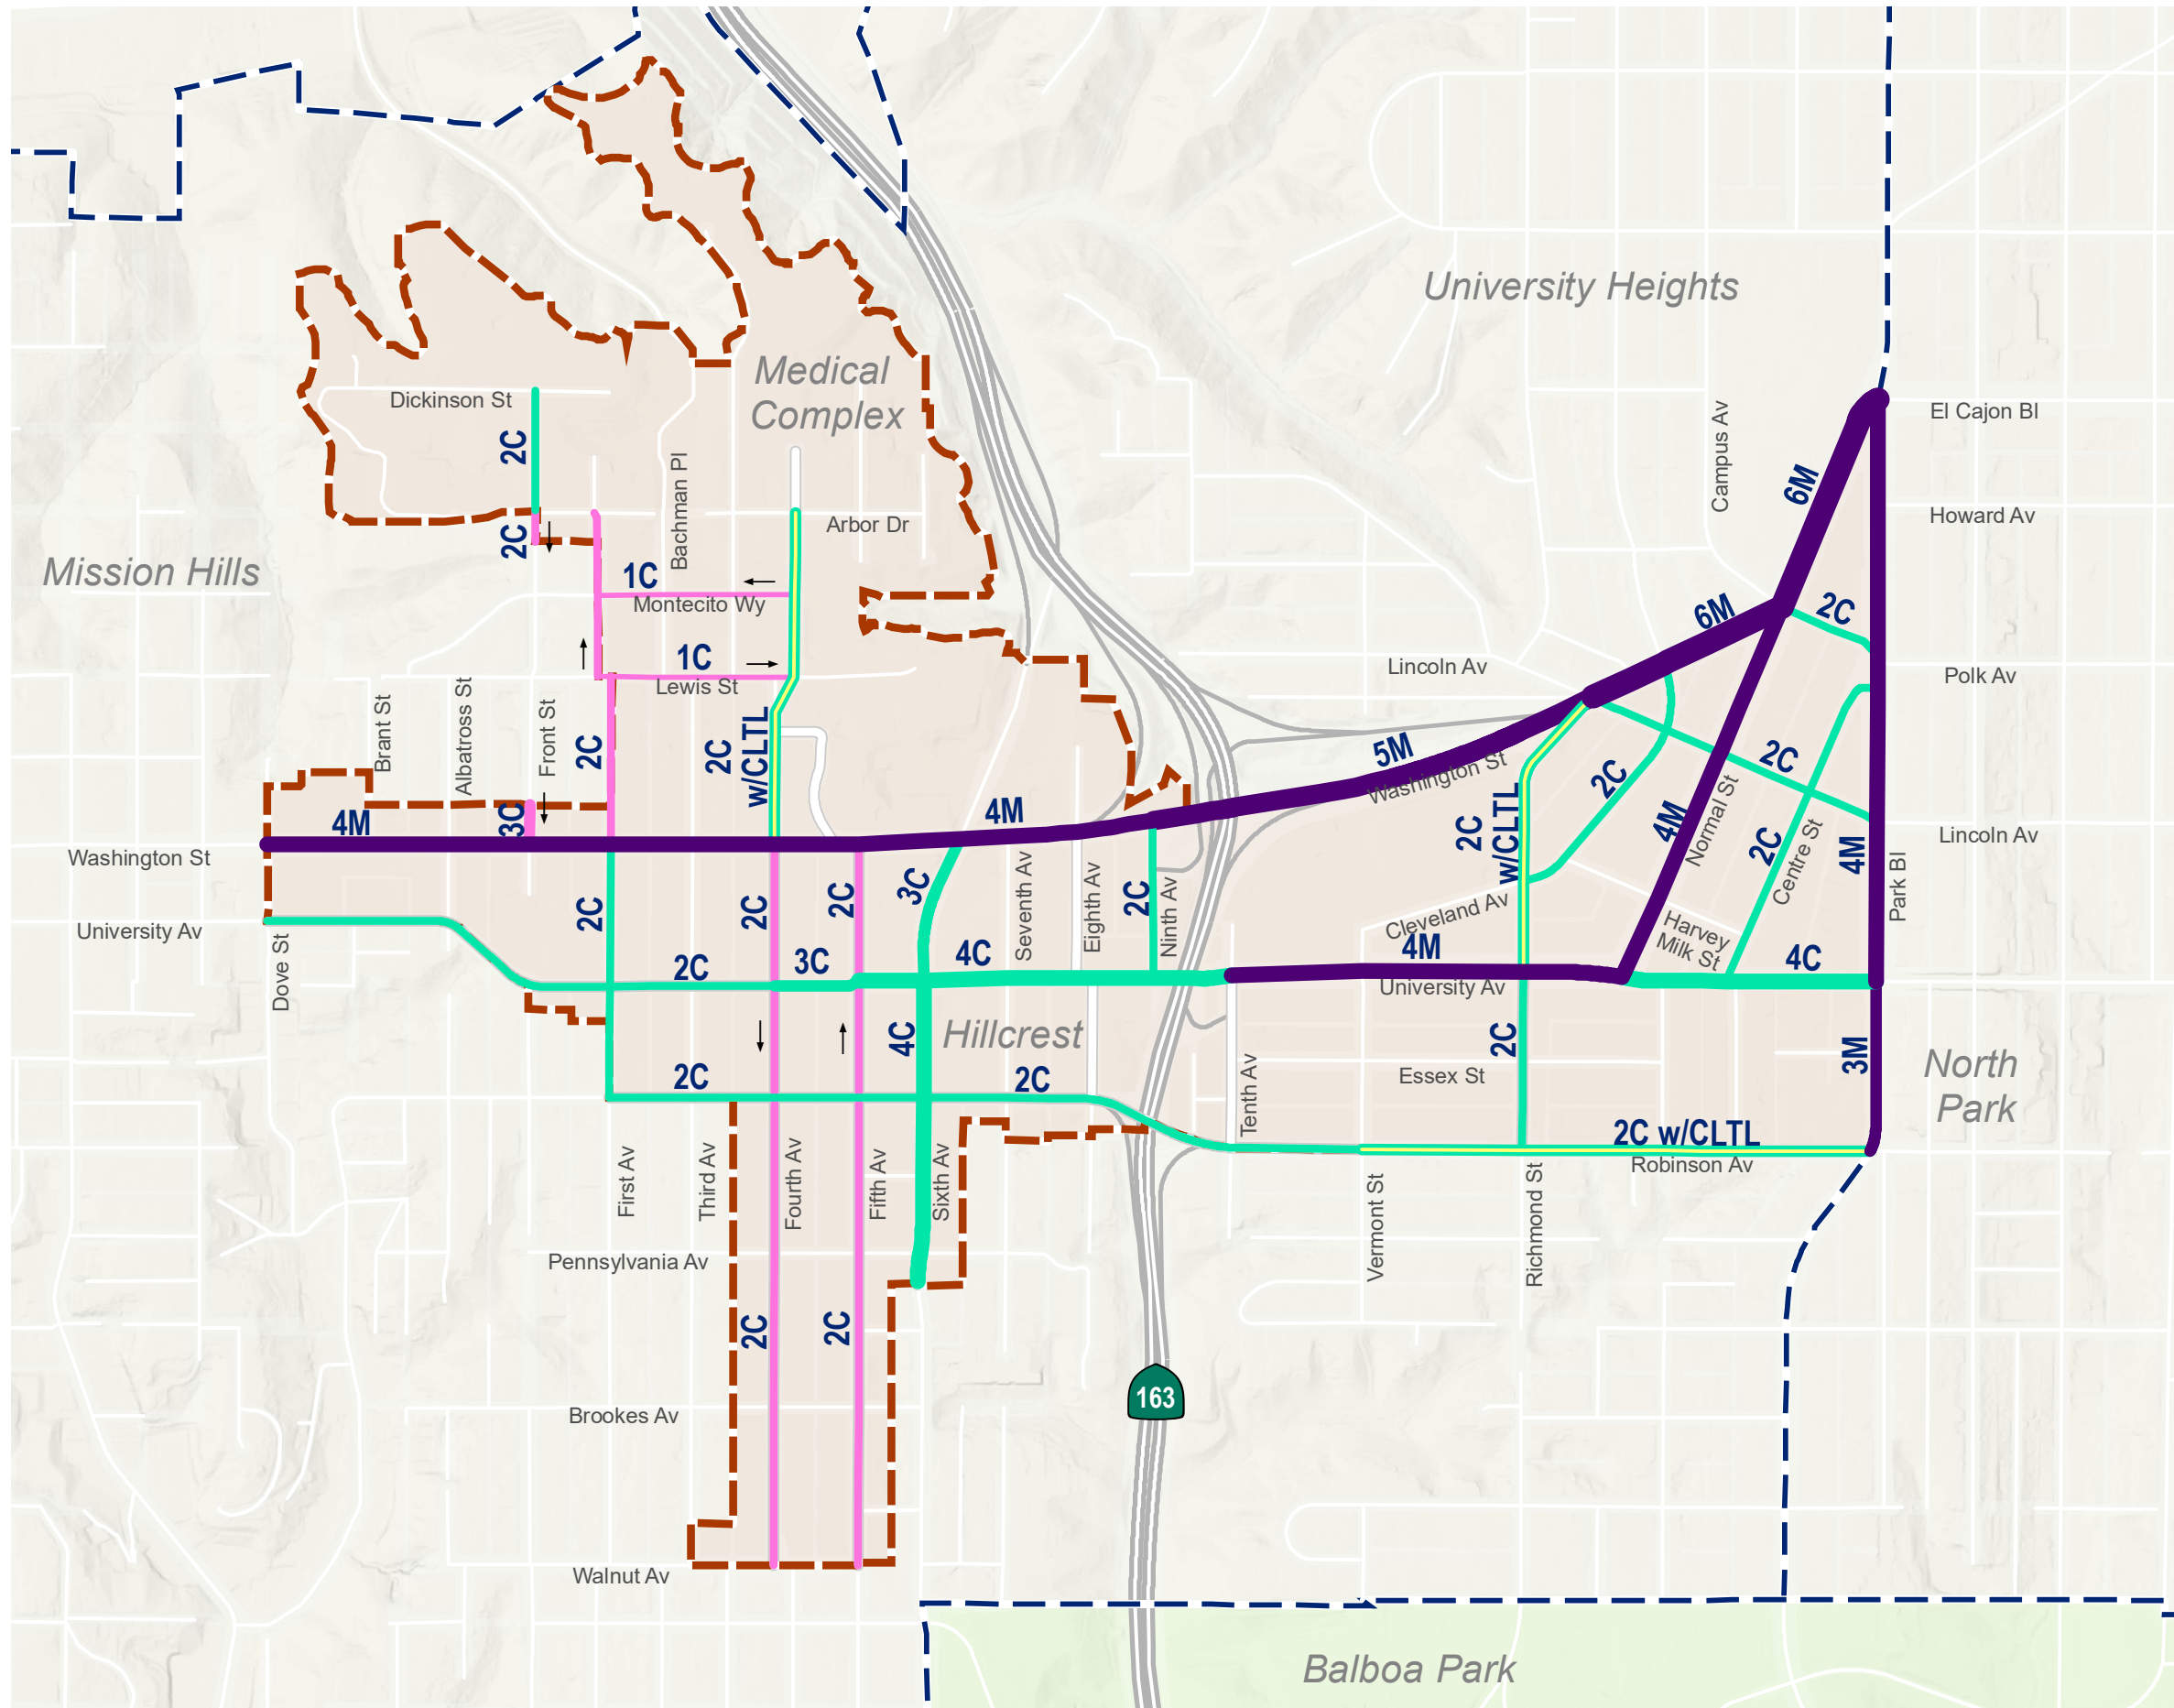 University Heights
Medical
Complex
Dickinson St
2C
El Cajon Bl
Campus Av
6M
Bachman Pl
Arbor Dr
Howard Av
2C
Mission Hills
1C
Montecito Wy
6M
2C
1C
Lewis St
Lincoln Av
Polk Av
Brant St
Albatross St
Front St
2C
2C
w/CLTL
5M
Washington St
2C
2C
4M
3C
4M
2C
w/CLTL
4M
Normal St
2C
Centre St
4M
Lincoln Av
Washington St
Park Bl
2C
2C
2C
3C
Seventh Av
Eighth Av
2C
Ninth Av
Cleveland Av
Harvey
Milk St
University Av
Dove St
2C
3C
4C
4M
University Av
4C
4C
Hillcrest
2C
3M
North
Park
2C
2C
Tenth Av
Essex St
2C w/CLTL
Robinson Av
First Av
Third Av
Fourth Av
Fifth Av
Sixth Av
Vermont St
Richmond St
Pennsylvania Av
2C
2C
163
Brookes Av
Walnut Av
Balboa Park